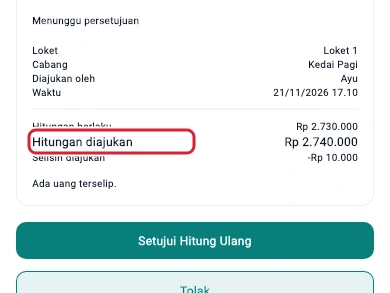 Menunggu persetujuan
Loket Loket 1
Cabang Kedai Pagi
Diajukan oleh Ayu
Waktu 21/11/2026 17.10
Hitungan berlaku Rp 2.730.000
Hitungan diajukan Rp 2.740.000
Selisih diajukan -Rp 10.000
Ada uang terselip.
Setujui Hitung Ulang
Tolak